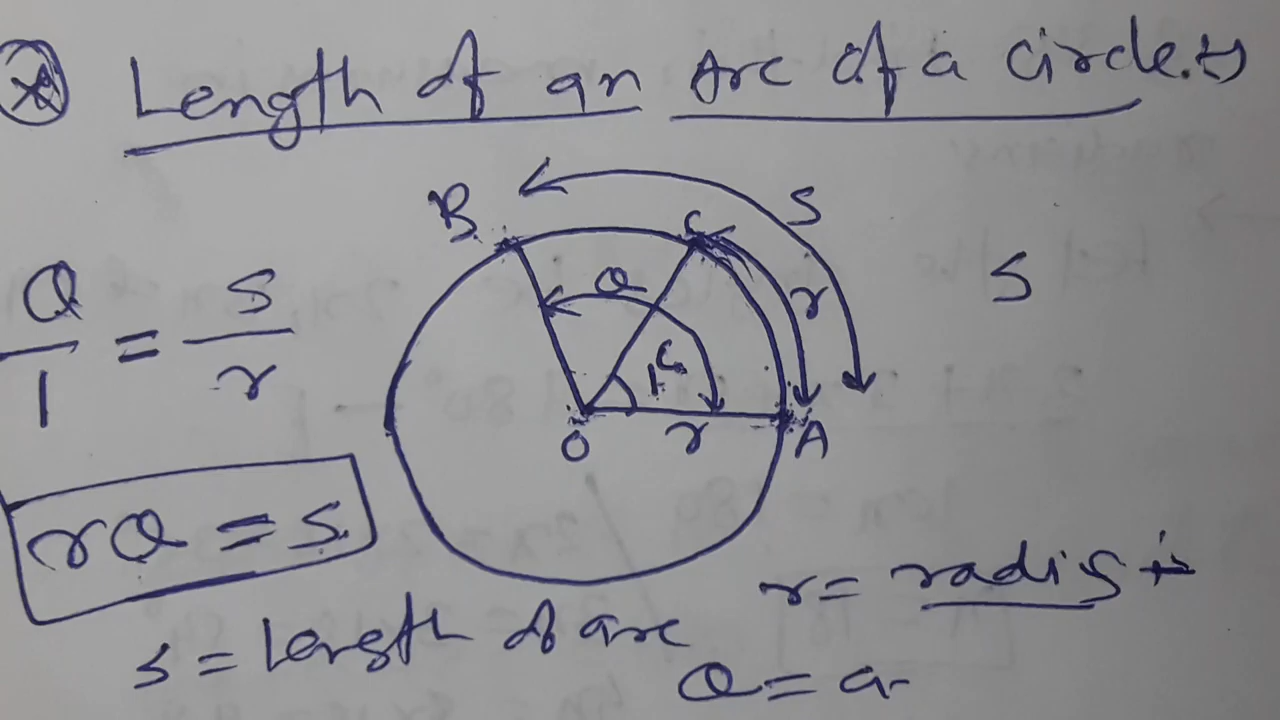 Length of an Arc of a circle :-
B
C
S
S
θ
r
1ᶜ
θ/1 = s/r
O
r
A
rθ = s.
r = radius
s = length of arc
θ = a